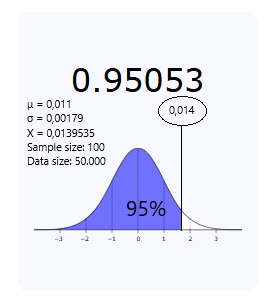 0.95053
μ = 0,011
σ = 0,00179
X = 0,0139535
Sample size: 100
Data size: 50.000
0,014
95%
−3 −2 −1 0 1 2 3